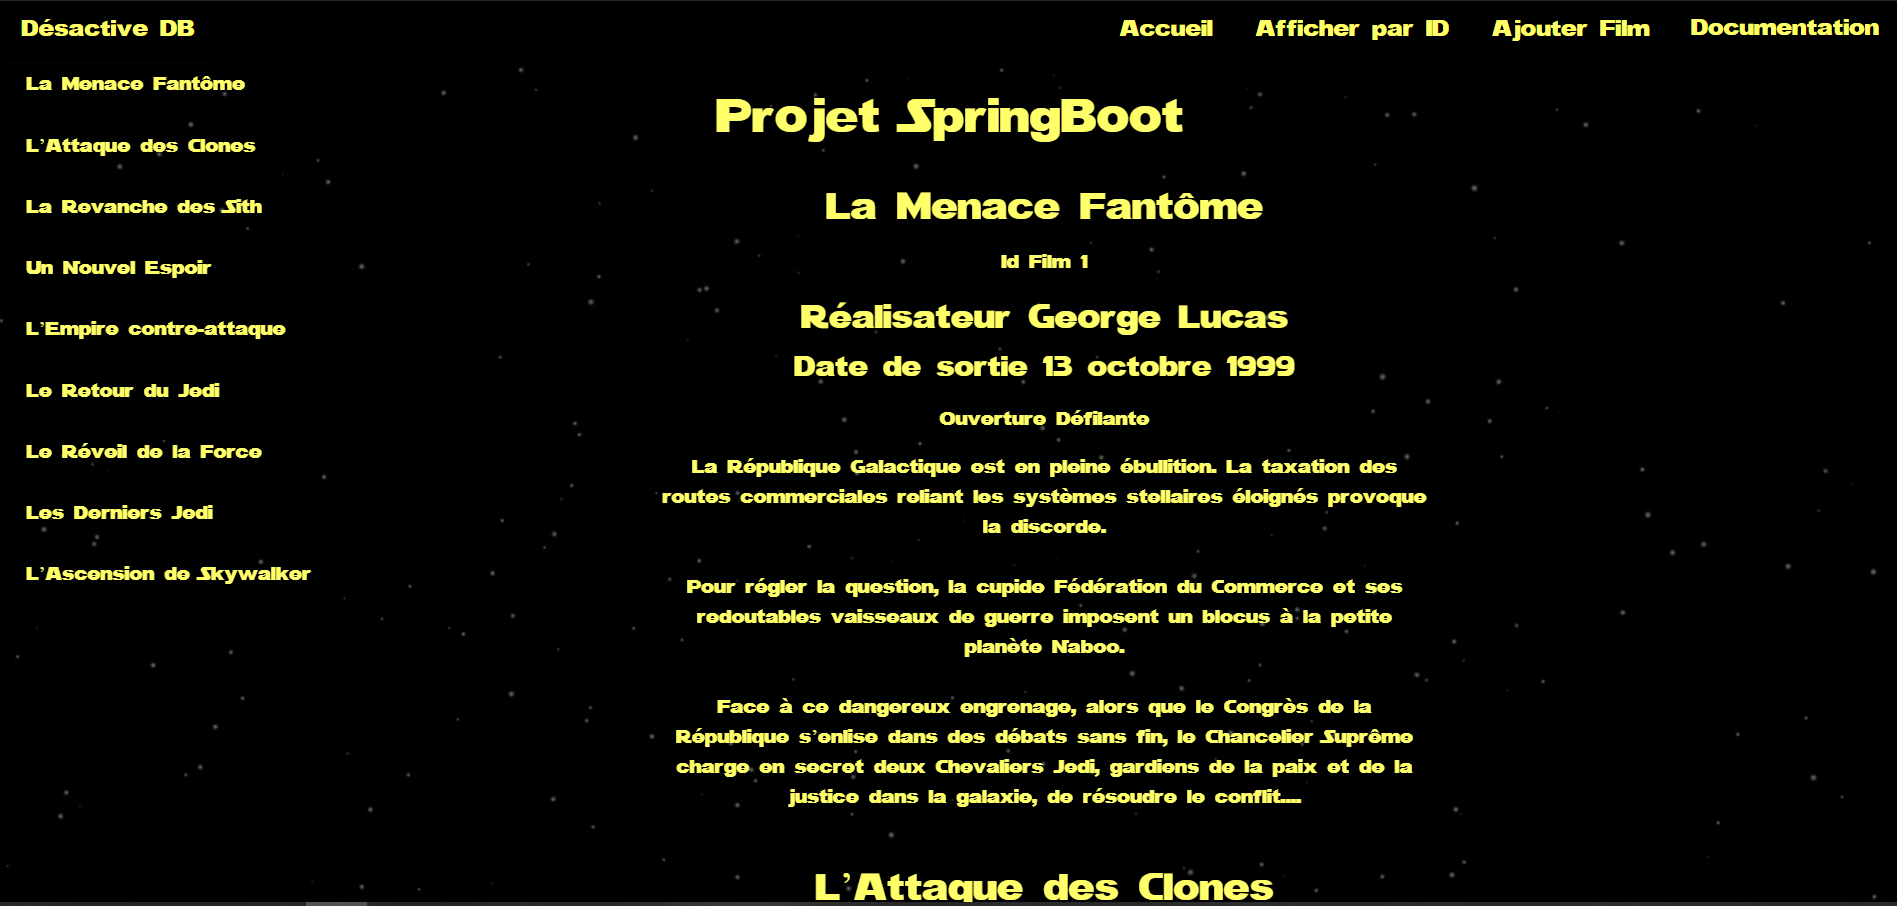 Désactive DB
Accueil
Afficher par ID
Ajouter Film
Documentation
La Menace Fantôme
L'Attaque des Clones
La Revanche des Sith
Un Nouvel Espoir
L'Empire contre-attaque
Le Retour du Jedi
Le Réveil de la Force
Les Derniers Jedi
L'Ascension de Skywalker
Projet SpringBoot
La Menace Fantôme
Id Film 1
Réalisateur George Lucas
Date de sortie 13 octobre 1999
Ouverture Défilante
La République Galactique est en pleine ébullition. La taxation des
routes commerciales reliant les systèmes stellaires éloignés provoque
la discorde.
Pour régler la question, la cupide Fédération du Commerce et ses
redoutables vaisseaux de guerre imposent un blocus à la petite
planète Naboo.
Face à ce dangereux engrenage, alors que le Congrès de la
République s'enlise dans des débats sans fin, le Chancelier Suprême
charge en secret deux Chevaliers Jedi, gardiens de la paix et de la
justice dans la galaxie, de résoudre le conflit....
L'Attaque des Clones